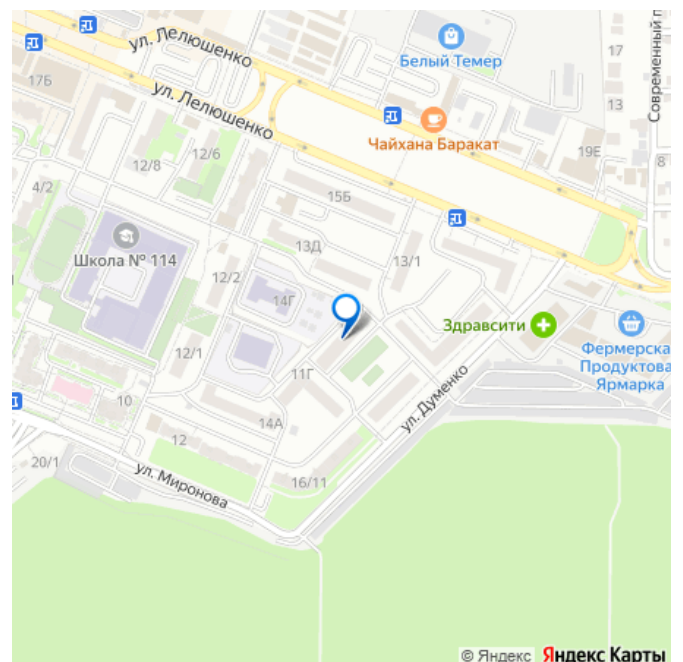 ул. Лелюшенко
Белый Темер
17
Современный п
17Б
ул. Лелюшенко
13
Чайхана Баракат
12/6
12/8
19Е
8
4/2
15Б
13Д
13/1
Школа № 114
12/2
14Г
Здравсити
12/1
Фермерска
Продуктова
Ярмарка
11Г
ул. Думенко
10
14А
12
20/1
ул. Миронова
16/11
© Яндекс Яндекс Карты